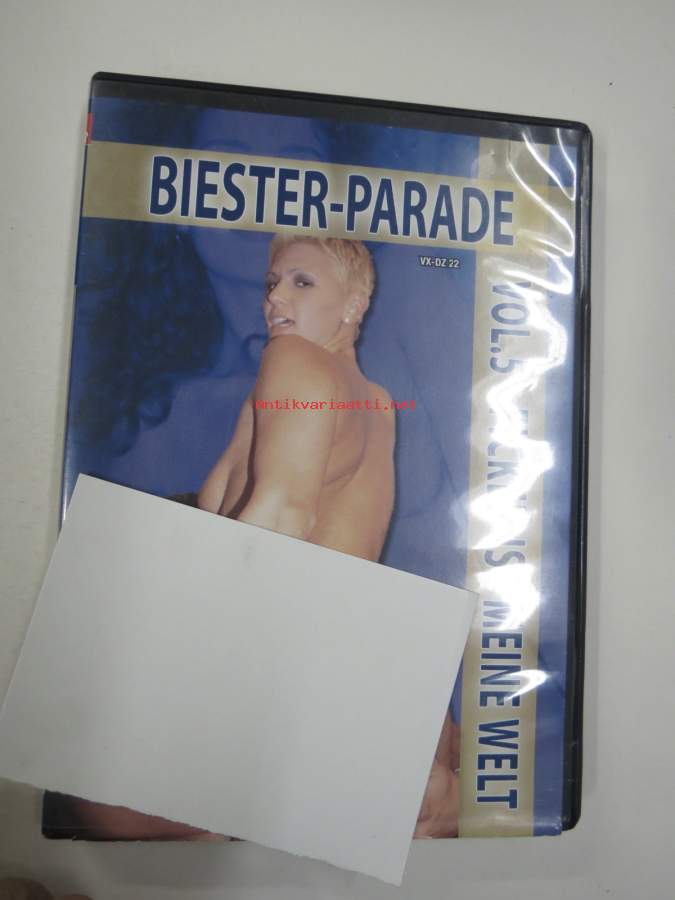 BIESTER-PARADE
VX-DZ 22
VOL.5
MEINE WELT
Antikvariaatti.net